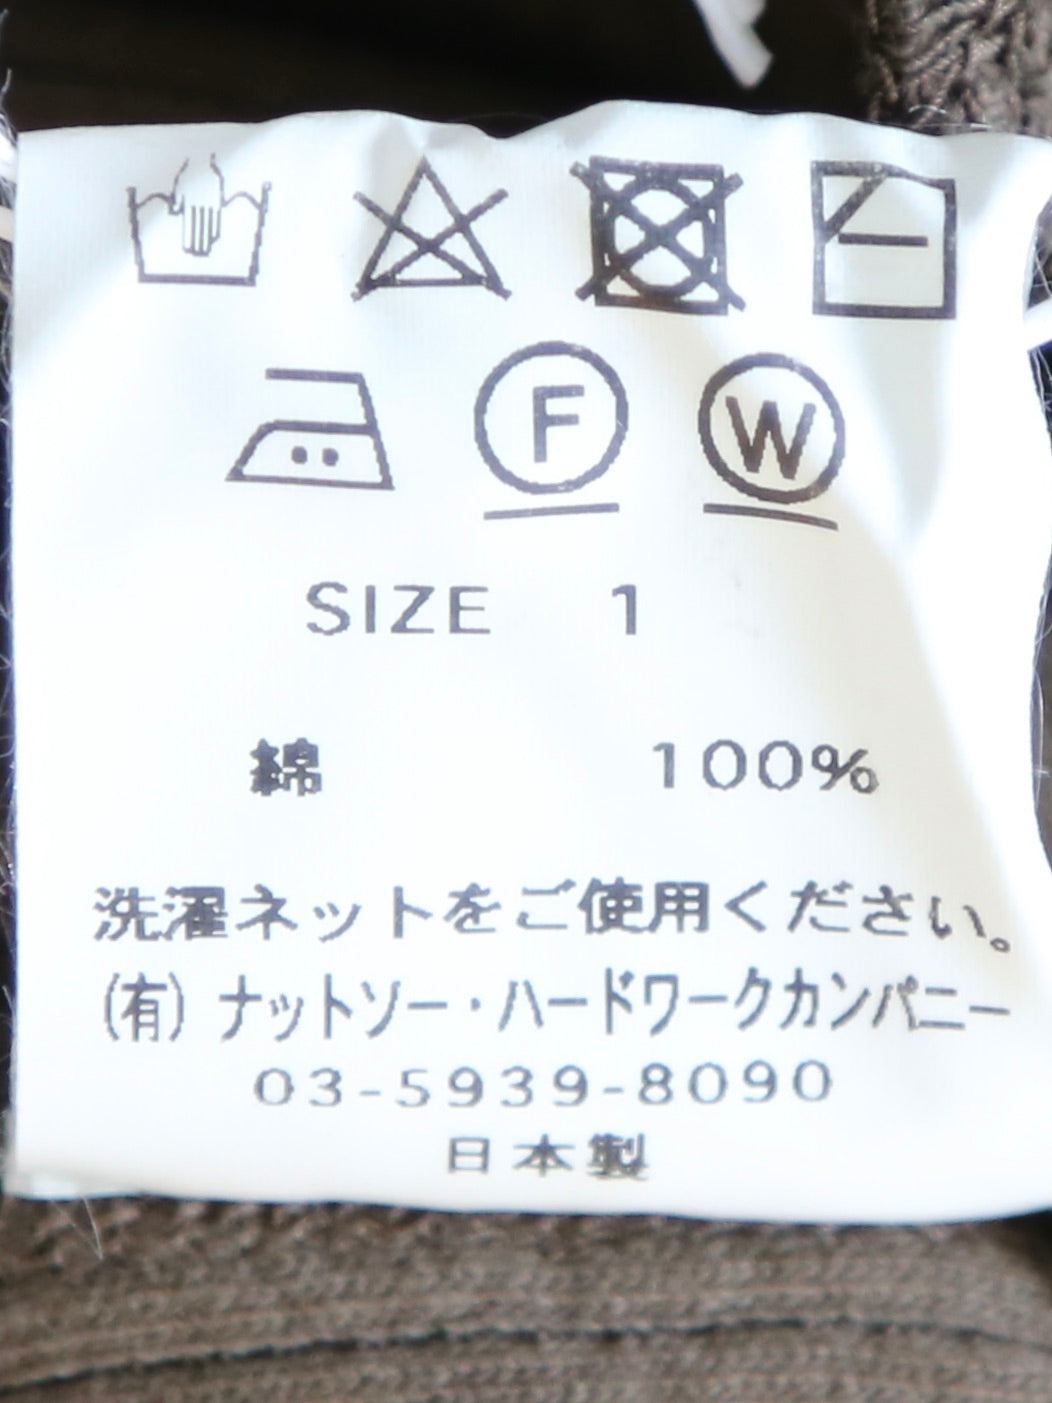 F W
SIZE 1
綿 100%
洗濯ネットをご使用ください。
(有) ナットソー・ハードワークカンパニー
03-5939-8090
日本製